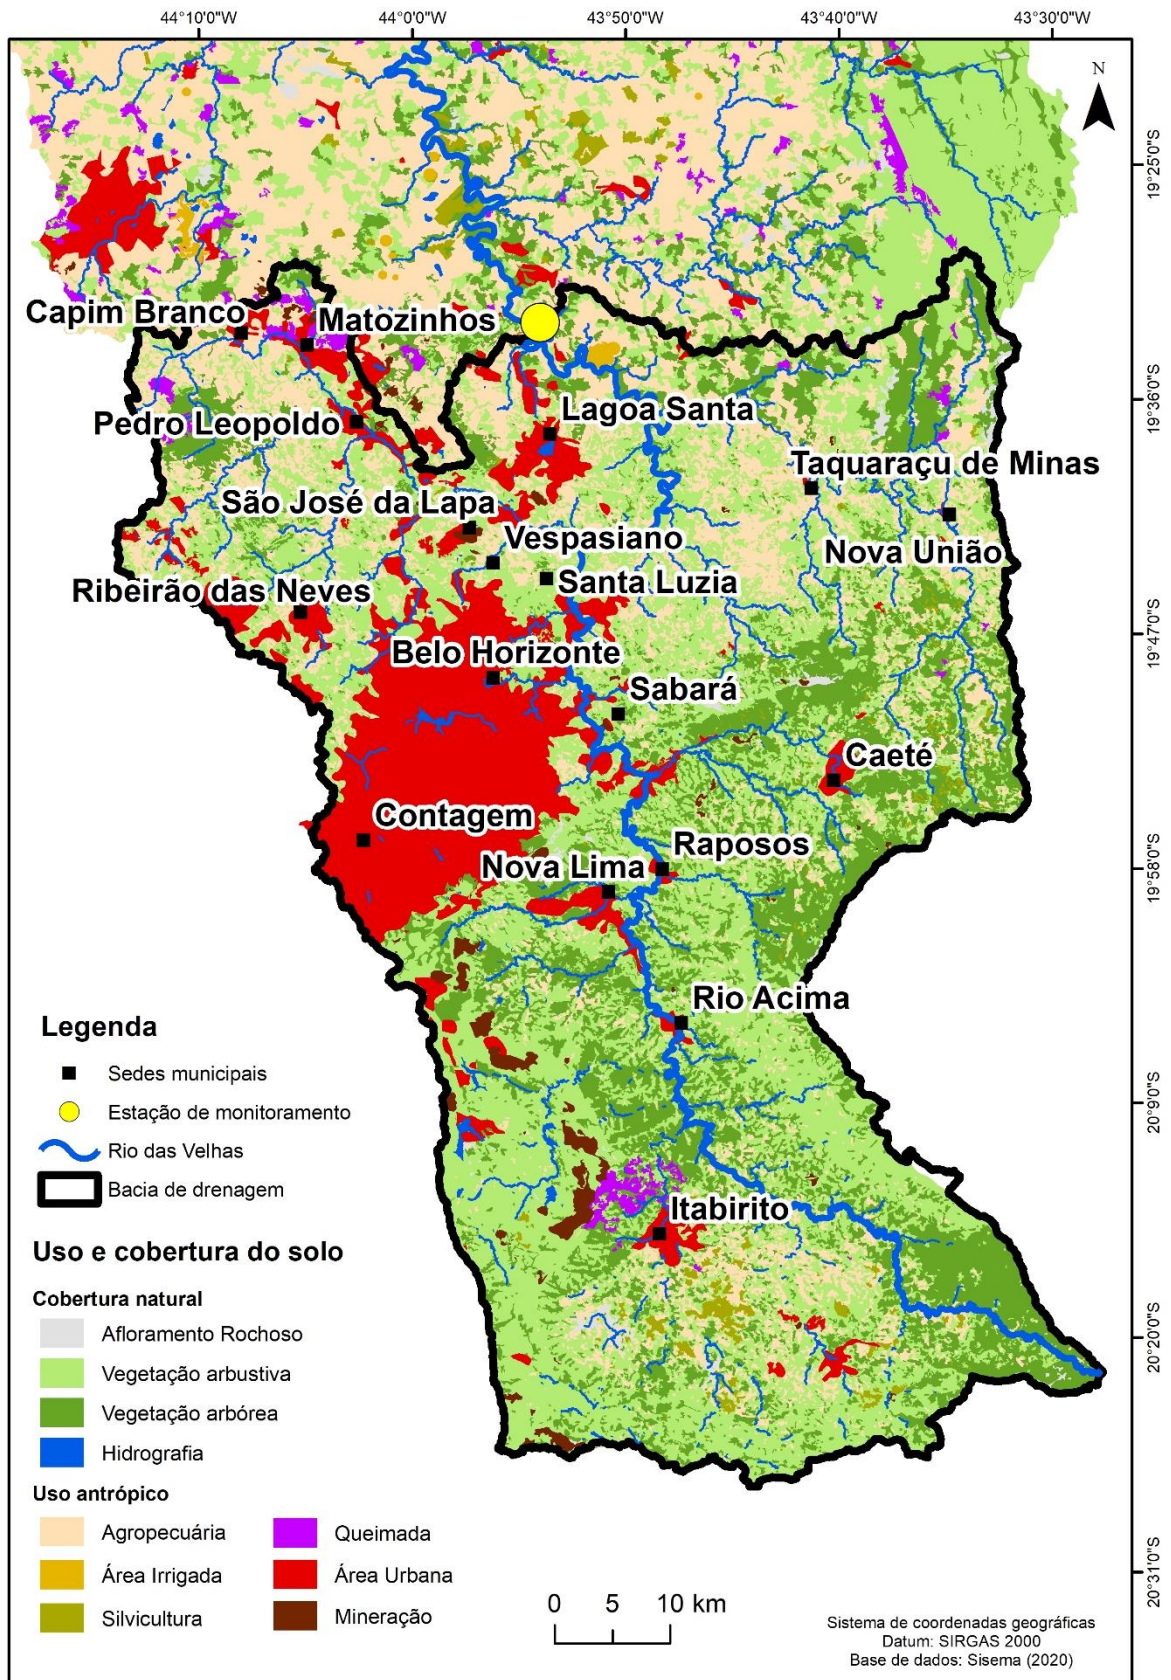 44°10'0"W 44°0'0"W 43°50'0"W 43°40'0"W 43°30'0"W
N
19°25'0"S
Capim Branco
Matozinhos
19°36'0"S
Pedro Leopoldo
Lagoa Santa
Taquaraçu de Minas
São José da Lapa
Vespasiano
Nova União
Santa Luzia
Ribeirão das Neves
19°47'0"S
Belo Horizonte
Sabará
Caeté
Contagem
Raposos
Nova Lima
19°58'0"S
Rio Acima
Legenda
Sedes municipais
Estação de monitoramento
20°9'0"S
Rio das Velhas
Bacia de drenagem
Itabirito
Uso e cobertura do solo
Cobertura natural
Afloramento Rochoso
20°20'0"S
Vegetação arbustiva
Vegetação arbórea
Hidrografia
Uso antrópico
Agropecuária
Queimada
Área Irrigada
Área Urbana
20°31'0"S
Silvicultura
Mineração
0 5 10 km
Sistema de coordenadas geográficas
Datum: SIRGAS 2000
Base de dados: Sisema (2020)